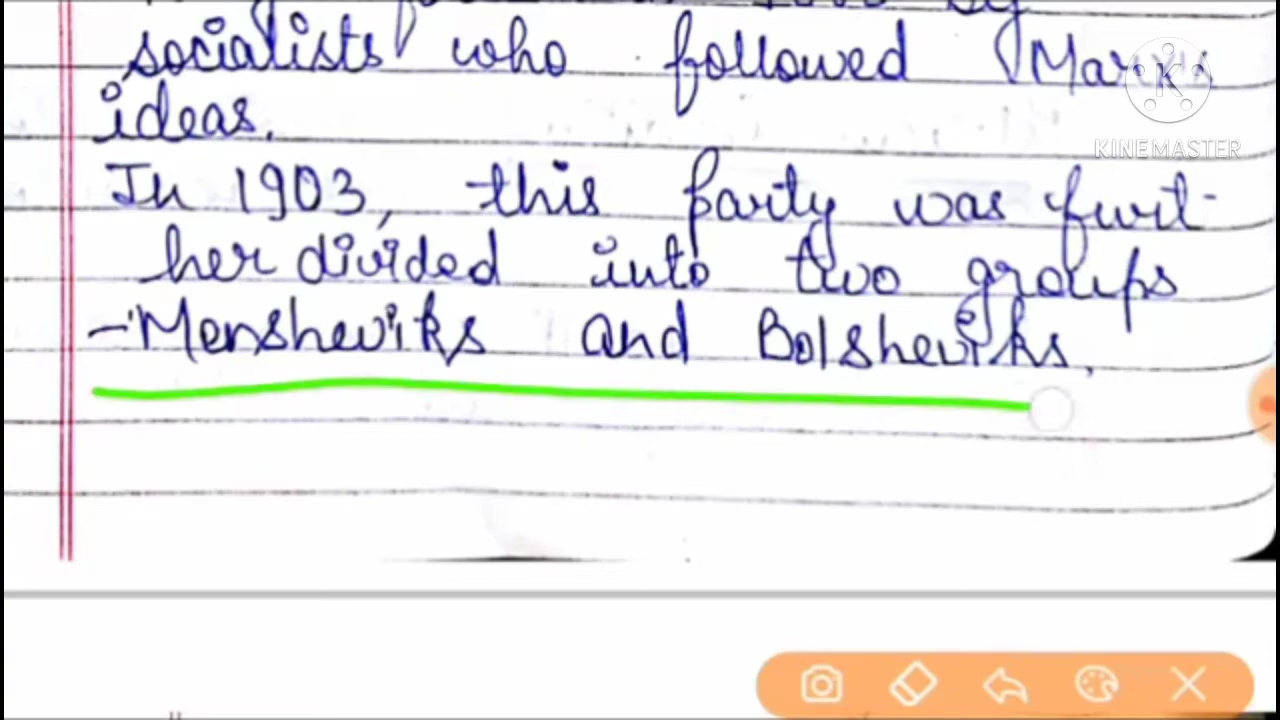 socialists who followed Marx's
ideas.
In 1903, this party was furt-
her divided into two groups
- Mensheviks and Bolsheviks.
K
KINEMASTER